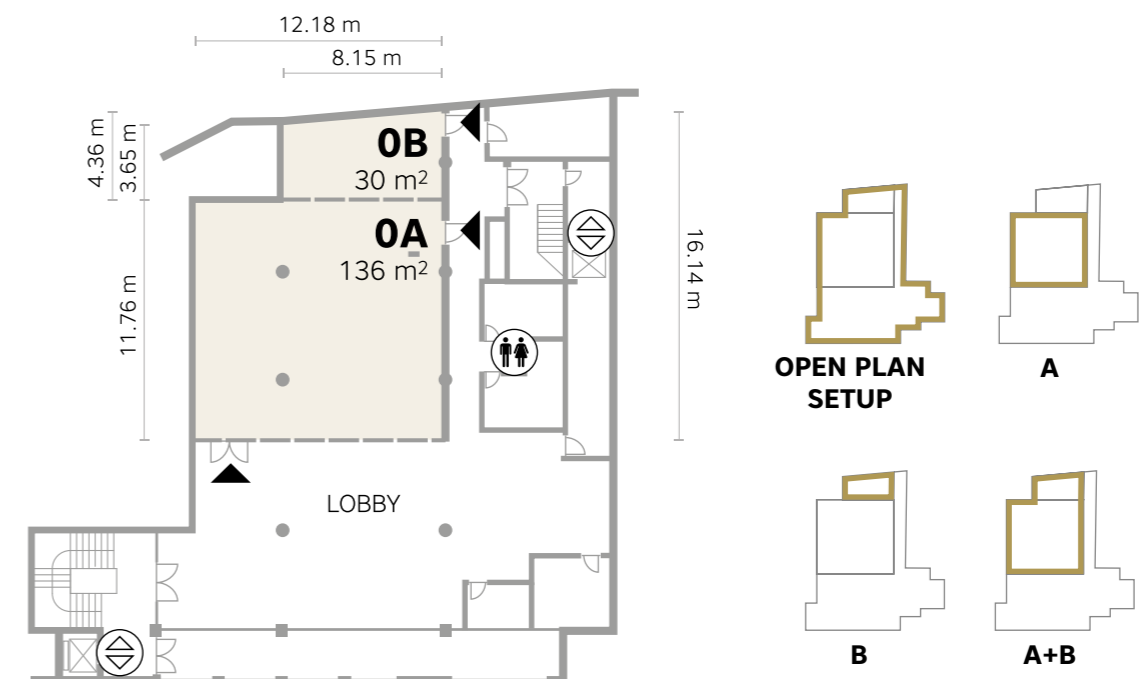 12.18 m
8.15 m
4.36 m
3.65 m
0B
30 m²
0A
136 m²
11.76 m
16.14 m
LOBBY
OPEN PLAN
SETUP
A
B
A+B